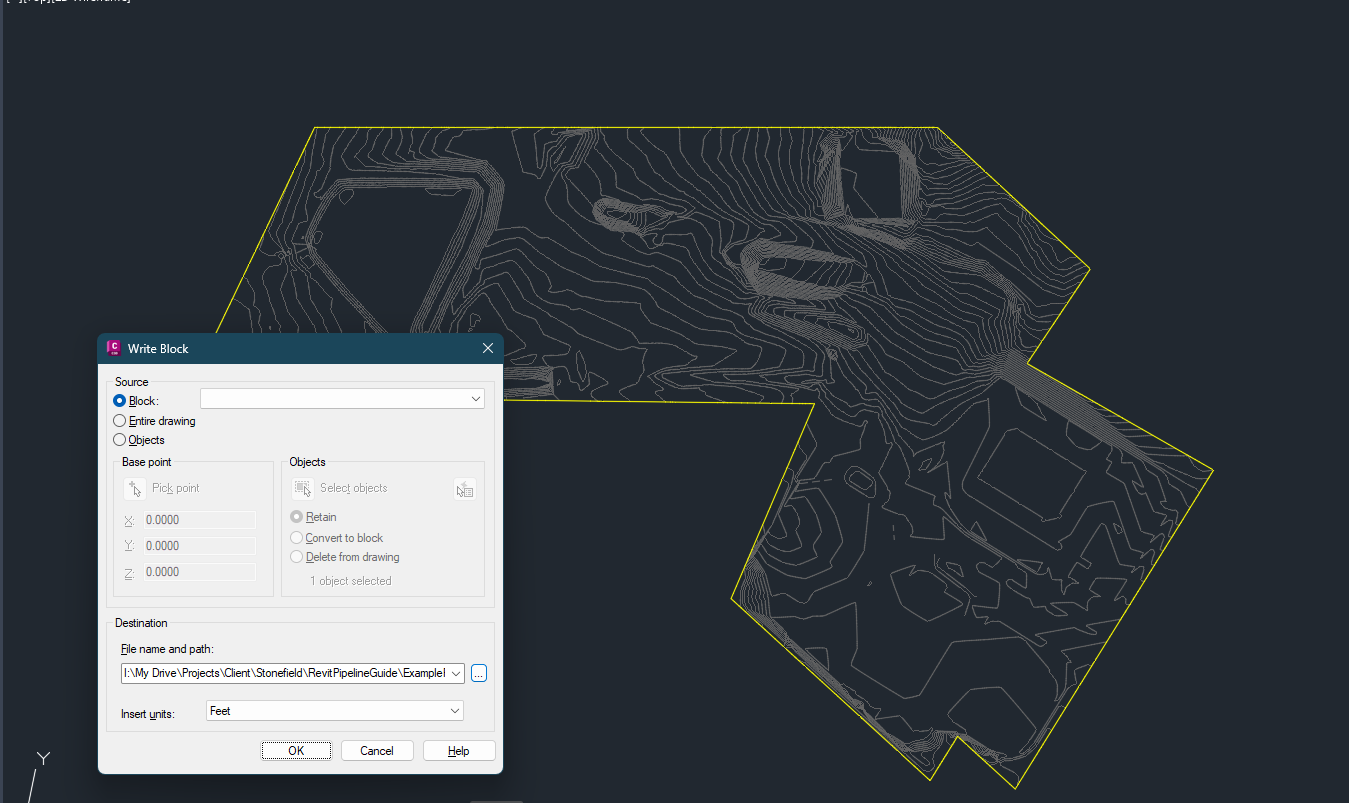 Write Block
Source
Block:
Entire drawing
Objects
Base point
Pick point
X: 0.0000
Y: 0.0000
Z: 0.0000
Objects
Select objects
Retain
Convert to block
Delete from drawing
1 object selected
Destination
File name and path:
I:\My Drive\Projects\Client\Stonefield\RevitPipelineGuide\Example
...
Insert units: Feet
OK Cancel Help
Y